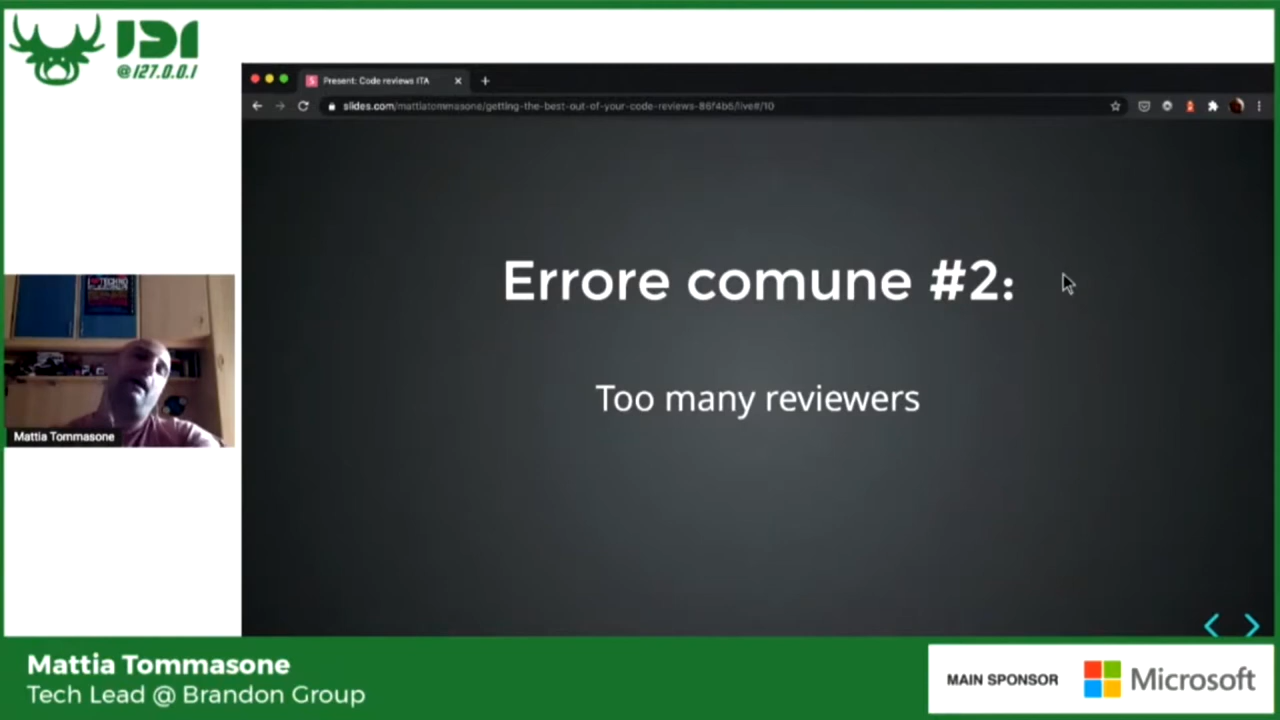 JDI
@127.0.0.1
Present: Code reviews ITA
slides.com/mattiatommasone/getting-the-best-out-of-your-code-reviews-86f4b6/live#/10
Errore comune #2:
Too many reviewers
Mattia Tommasone
Mattia Tommasone
Tech Lead @ Brandon Group
MAIN SPONSOR
Microsoft